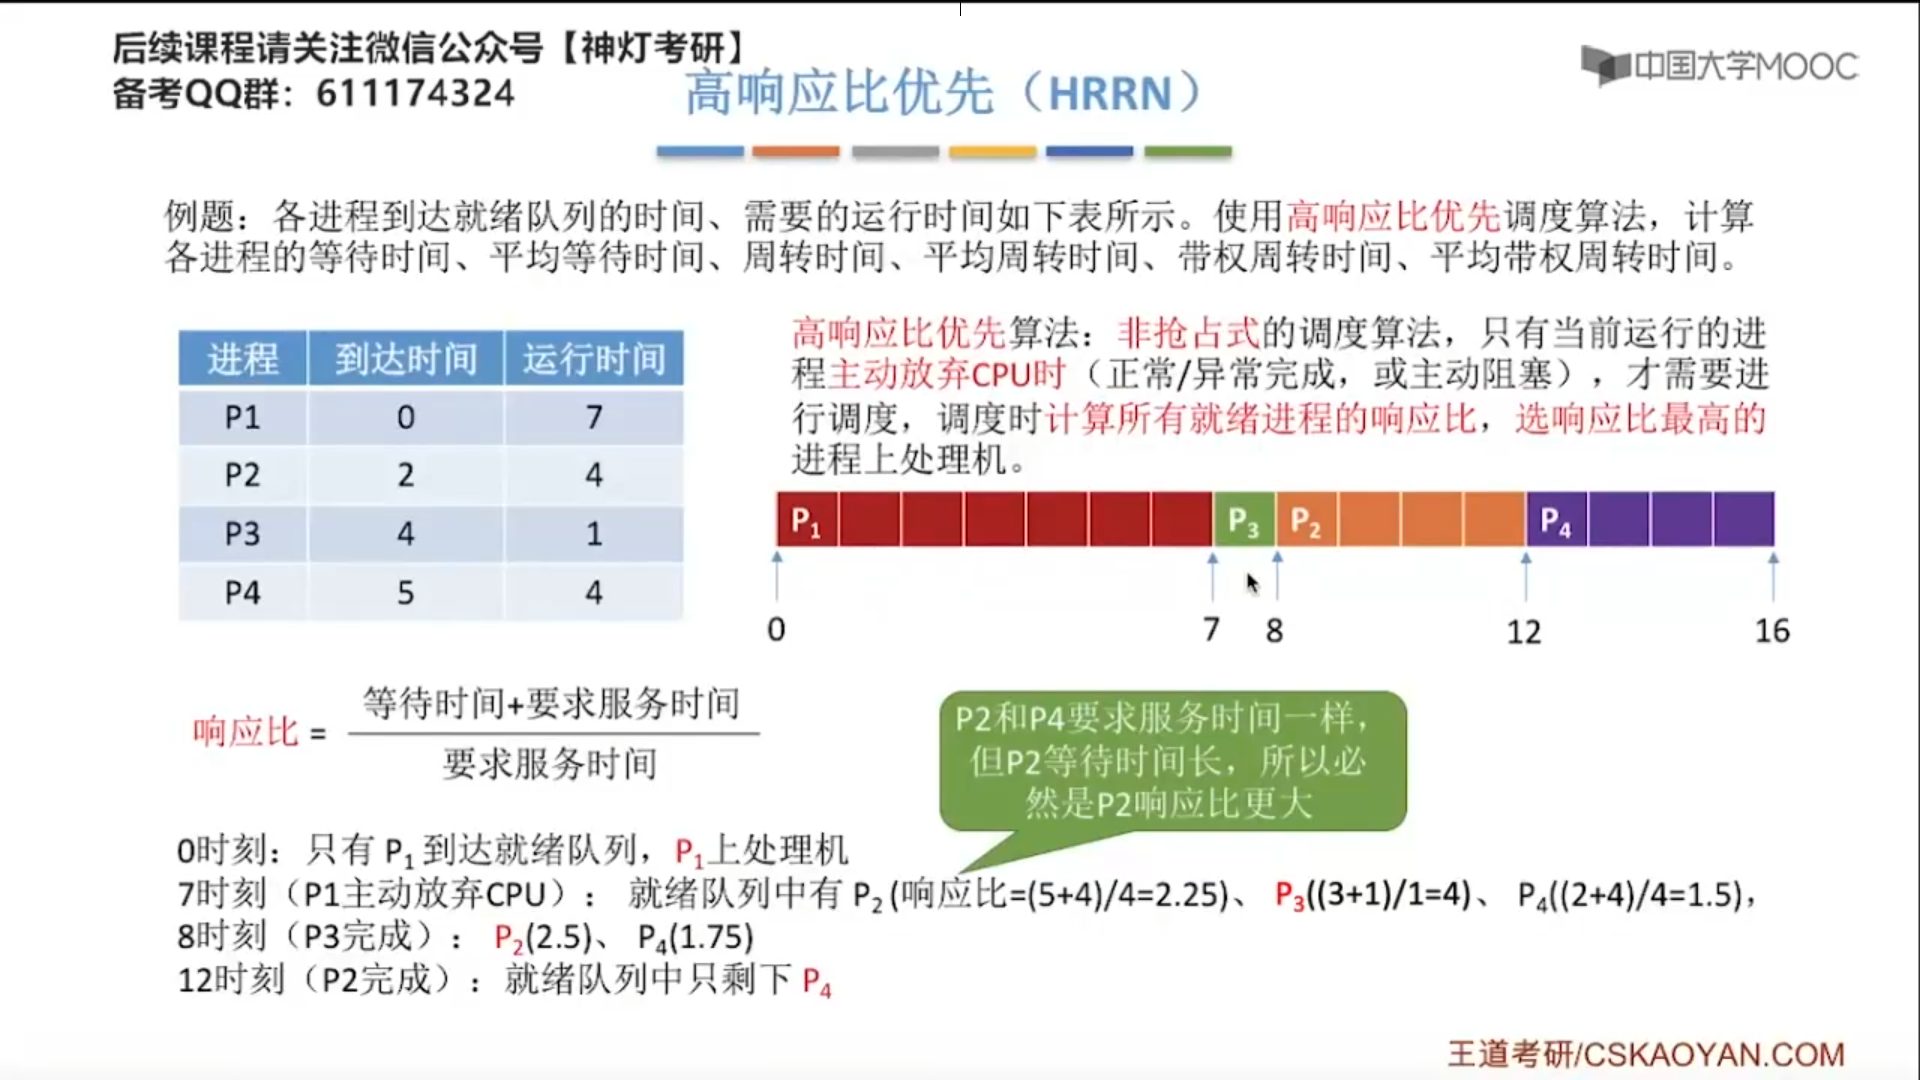 后续课程请关注微信公众号【神灯考研】
备考QQ群：611174324
中国大学MOOC
高响应比优先（HRRN）
例题：各进程到达就绪队列的时间、需要的运行时间如下表所示。使用高响应比优先调度算法，计算
各进程的等待时间、平均等待时间、周转时间、平均周转时间、带权周转时间、平均带权周转时间。
进程 到达时间 运行时间
P1 0 7
P2 2 4
P3 4 1
P4 5 4
高响应比优先算法：非抢占式的调度算法，只有当前运行的进
程主动放弃CPU时（正常/异常完成，或主动阻塞），才需要进
行调度，调度时计算所有就绪进程的响应比，选响应比最高的
进程上处理机。
P1 P3 P2 P4
0 7 8 12 16
等待时间+要求服务时间
响应比 =
要求服务时间
P2和P4要求服务时间一样，
但P2等待时间长，所以必
然是P2响应比更大
0时刻：只有 P1 到达就绪队列，P1上处理机
7时刻（P1主动放弃CPU）： 就绪队列中有 P2 (响应比=(5+4)/4=2.25)、 P3((3+1)/1=4)、 P4((2+4)/4=1.5)，
8时刻（P3完成）： P2(2.5)、 P4(1.75)
12时刻（P2完成）：就绪队列中只剩下 P4
王道考研/CSKAOYAN.COM